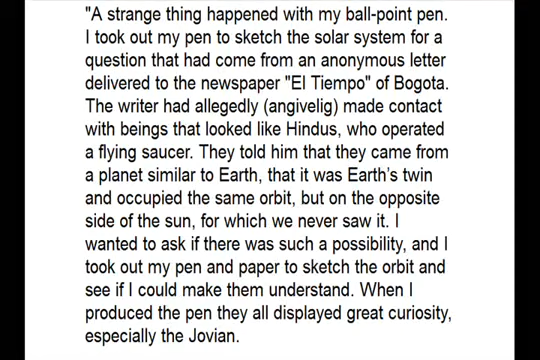 "A strange thing happened with my ball-point pen.
I took out my pen to sketch the solar system for a
question that had come from an anonymous letter
delivered to the newspaper "El Tiempo" of Bogota.
The writer had allegedly (angivelig) made contact
with beings that looked like Hindus, who operated
a flying saucer. They told him that they came from
a planet similar to Earth, that it was Earth's twin
and occupied the same orbit, but on the opposite
side of the sun, for which we never saw it. I
wanted to ask if there was such a possibility, and I
took out my pen and paper to sketch the orbit and
see if I could make them understand. When I
produced the pen they all displayed great curiosity,
especially the Jovian.